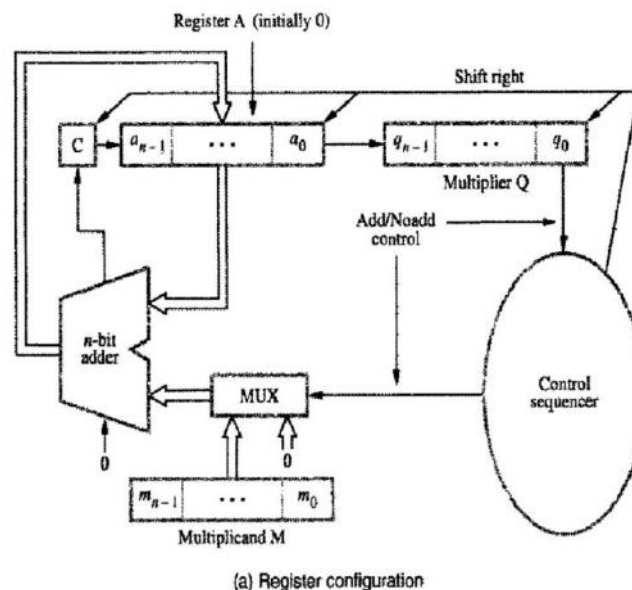 Register A (initially 0)
Shift right
C
a_{n-1} ... a_0
q_{n-1} ... q_0
Multiplier Q
Add/Noadd
control
n-bit
adder
MUX
Control
sequencer
0
0
m_{n-1} ... m_0
Multiplicand M
(a) Register configuration